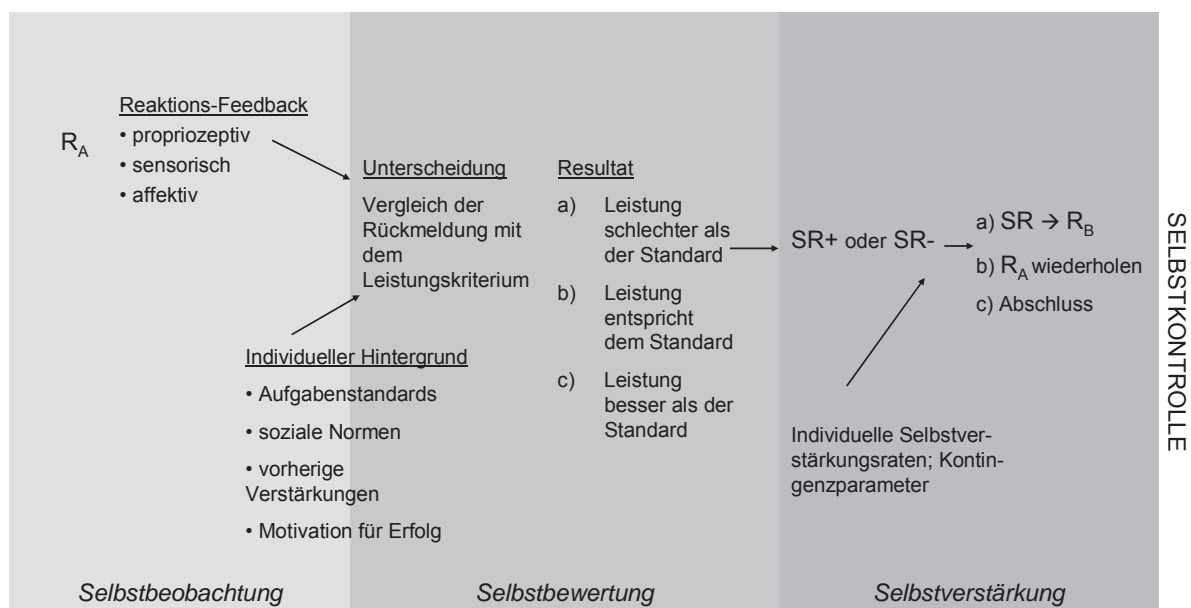 Reaktions-Feedback
R_A
• propriozeptiv
• sensorisch
• affektiv
Individueller Hintergrund
• Aufgabenstandards
• soziale Normen
• vorherige
Verstärkungen
• Motivation für Erfolg
Unterscheidung
Vergleich der
Rückmeldung mit
dem
Leistungskriterium
Resultat
a) Leistung
schlechter als
der Standard
b) Leistung
entspricht
dem Standard
c) Leistung
besser als der
Standard
SR+ oder SR-
a) SR → R_B
b) R_A wiederholen
c) Abschluss
Individuelle Selbstver-
stärkungsraten; Kontin-
genzparameter
SELBSTKONTROLLE
Selbstbeobachtung
Selbstbewertung
Selbstverstärkung